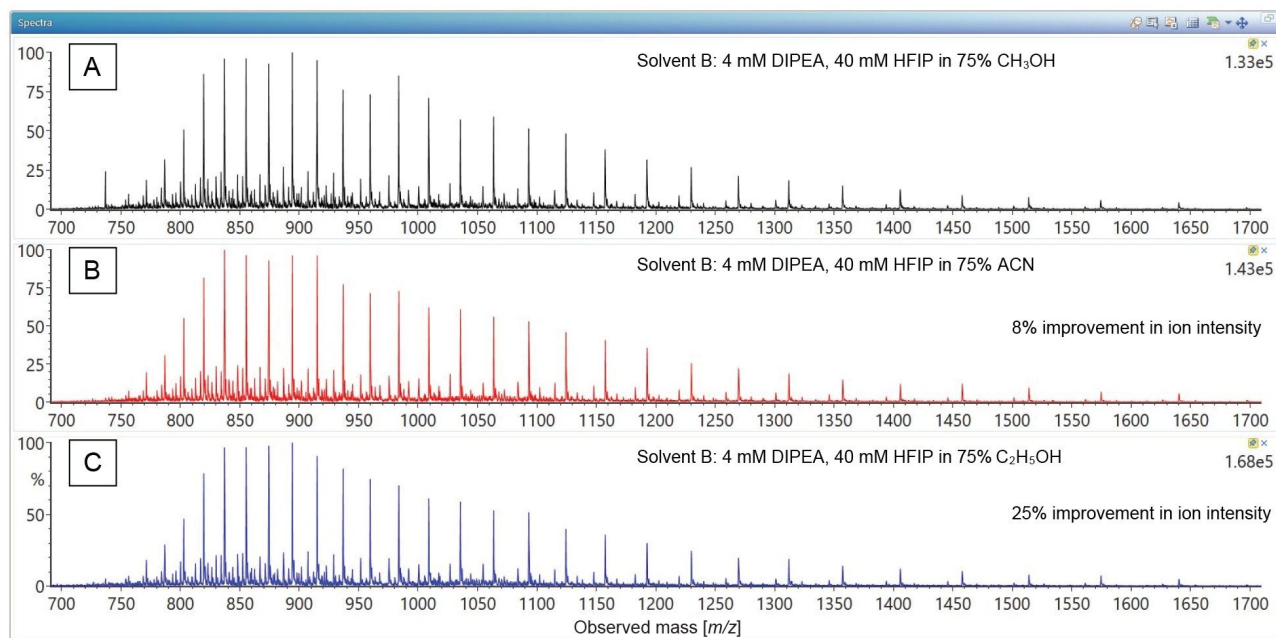 Spectra
A
Solvent B: 4 mM DIPEA, 40 mM HFIP in 75% CH₃OH
1.33e5
100
75
50
25
0
700 750 800 850 900 950 1000 1050 1100 1150 1200 1250 1300 1350 1400 1450 1500 1550 1600 1650 1700
B
Solvent B: 4 mM DIPEA, 40 mM HFIP in 75% ACN
1.43e5
8% improvement in ion intensity
100
75
50
25
0
700 750 800 850 900 950 1000 1050 1100 1150 1200 1250 1300 1350 1400 1450 1500 1550 1600 1650 1700
C
Solvent B: 4 mM DIPEA, 40 mM HFIP in 75% C₂H₅OH
1.68e5
25% improvement in ion intensity
100
%
50
0
700 750 800 850 900 950 1000 1050 1100 1150 1200 1250 1300 1350 1400 1450 1500 1550 1600 1650 1700
Observed mass [m/z]